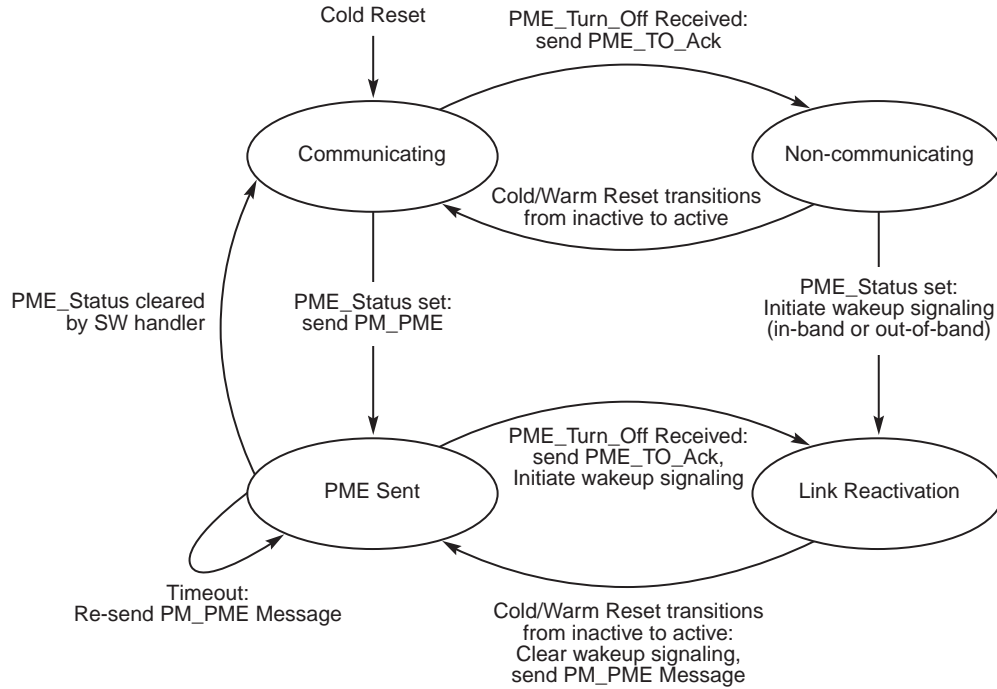 Cold Reset
PME_Turn_Off Received:
send PME_TO_Ack
Communicating
Non-communicating
Cold/Warm Reset transitions
from inactive to active
PME_Status cleared
by SW handler
PME_Status set:
send PM_PME
PME_Status set:
Initiate wakeup signaling
(in-band or out-of-band)
PME_Turn_Off Received:
send PME_TO_Ack,
Initiate wakeup signaling
PME Sent
Link Reactivation
Timeout:
Re-send PM_PME Message
Cold/Warm Reset transitions
from inactive to active:
Clear wakeup signaling,
send PM_PME Message